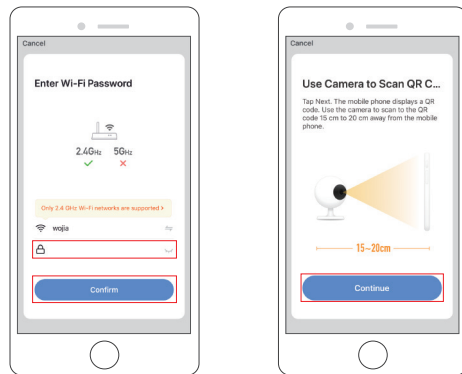 Cancel
Enter Wi-Fi Password
2.4GHz 5GHz
Only 2.4 GHz Wi-Fi networks are supported >
wojia
Confirm
Cancel
Use Camera to Scan QR C...
Tap Next. The mobile phone displays a QR
code. Use the camera to scan to the QR
code 15 cm to 20 cm away from the mobile
phone.
15~20cm
Continue